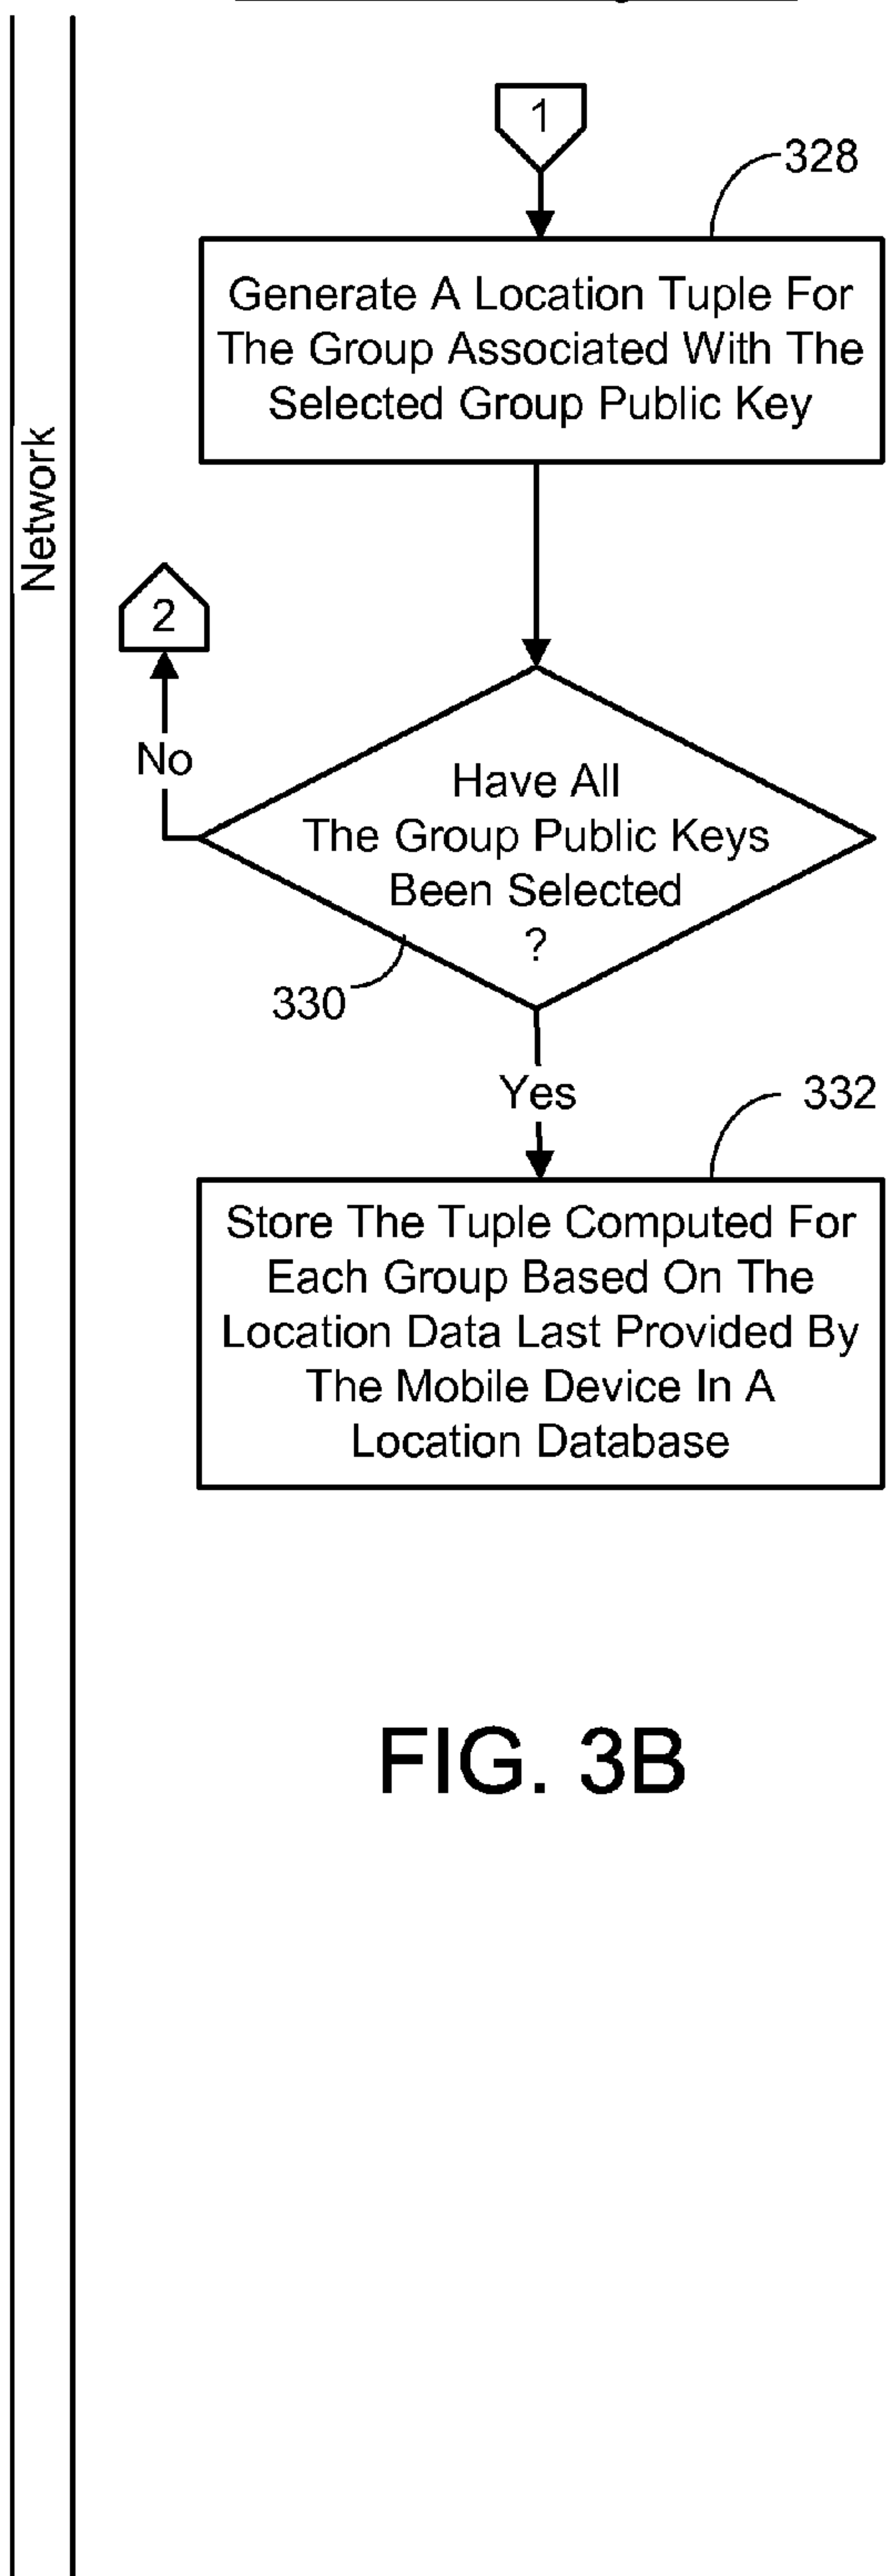 1
328
Generate A Location Tuple For
The Group Associated With The
Selected Group Public Key
Network
2
No
Have All
The Group Public Keys
Been Selected
?
330
Yes
332
Store The Tuple Computed For
Each Group Based On The
Location Data Last Provided By
The Mobile Device In A
Location Database
FIG. 3B